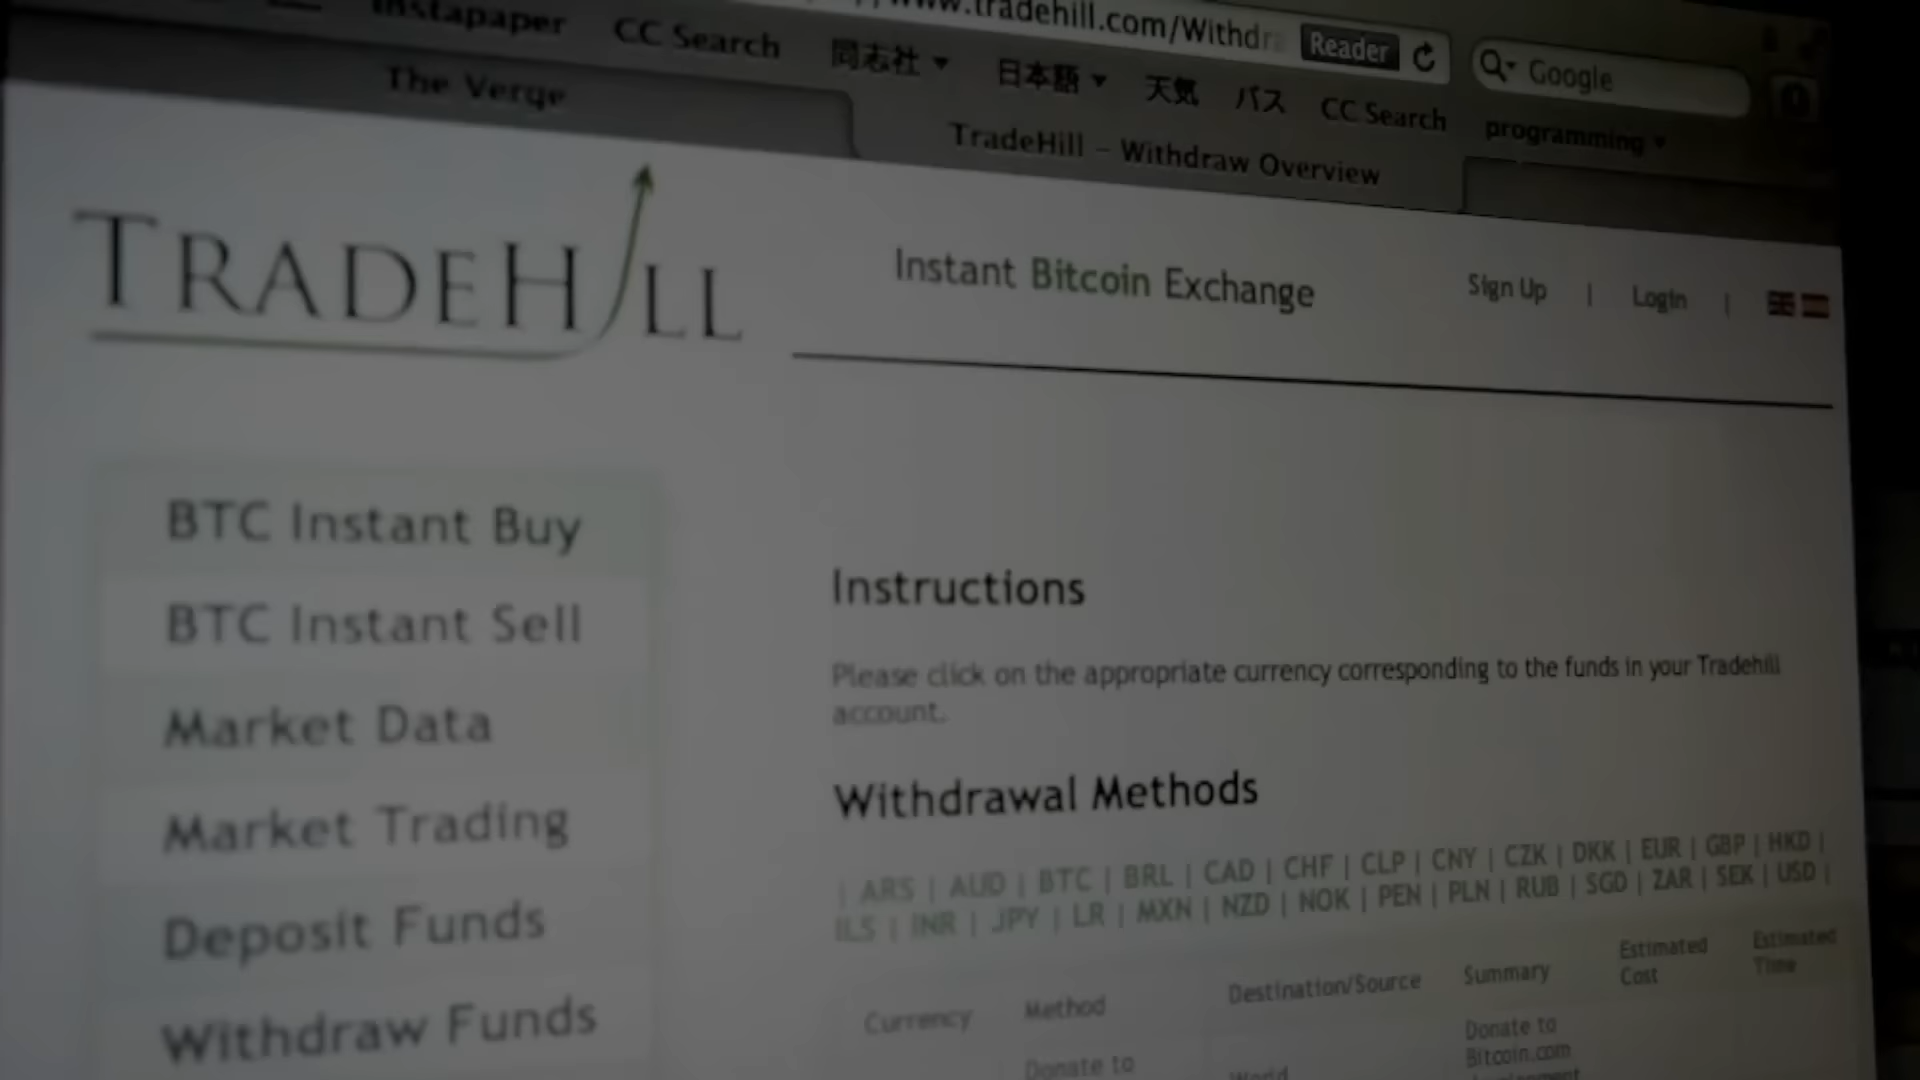 www.tradehill.com/Withdra Reader Google
Instapaper CC Search 同志社 日本語 天気 バス CC Search programming
The Verge TradeHill – Withdraw Overview
TRADEHILL
Instant Bitcoin Exchange
Sign Up | Login |
BTC Instant Buy
BTC Instant Sell
Market Data
Market Trading
Deposit Funds
Withdraw Funds
Instructions
Please click on the appropriate currency corresponding to the funds in your Tradehill
account.
Withdrawal Methods
| ARS | AUD | BTC | BRL | CAD | CHF | CLP | CNY | CZK | DKK | EUR | GBP | HKD |
ILS | INR | JPY | LR | MXN | NZD | NOK | PEN | PLN | RUB | SGD | ZAR | SEK | USD |
Currency Method Destination/Source Summary Estimated Cost Estimated Time
Donate to
World
Donate to
Bitcoin.com